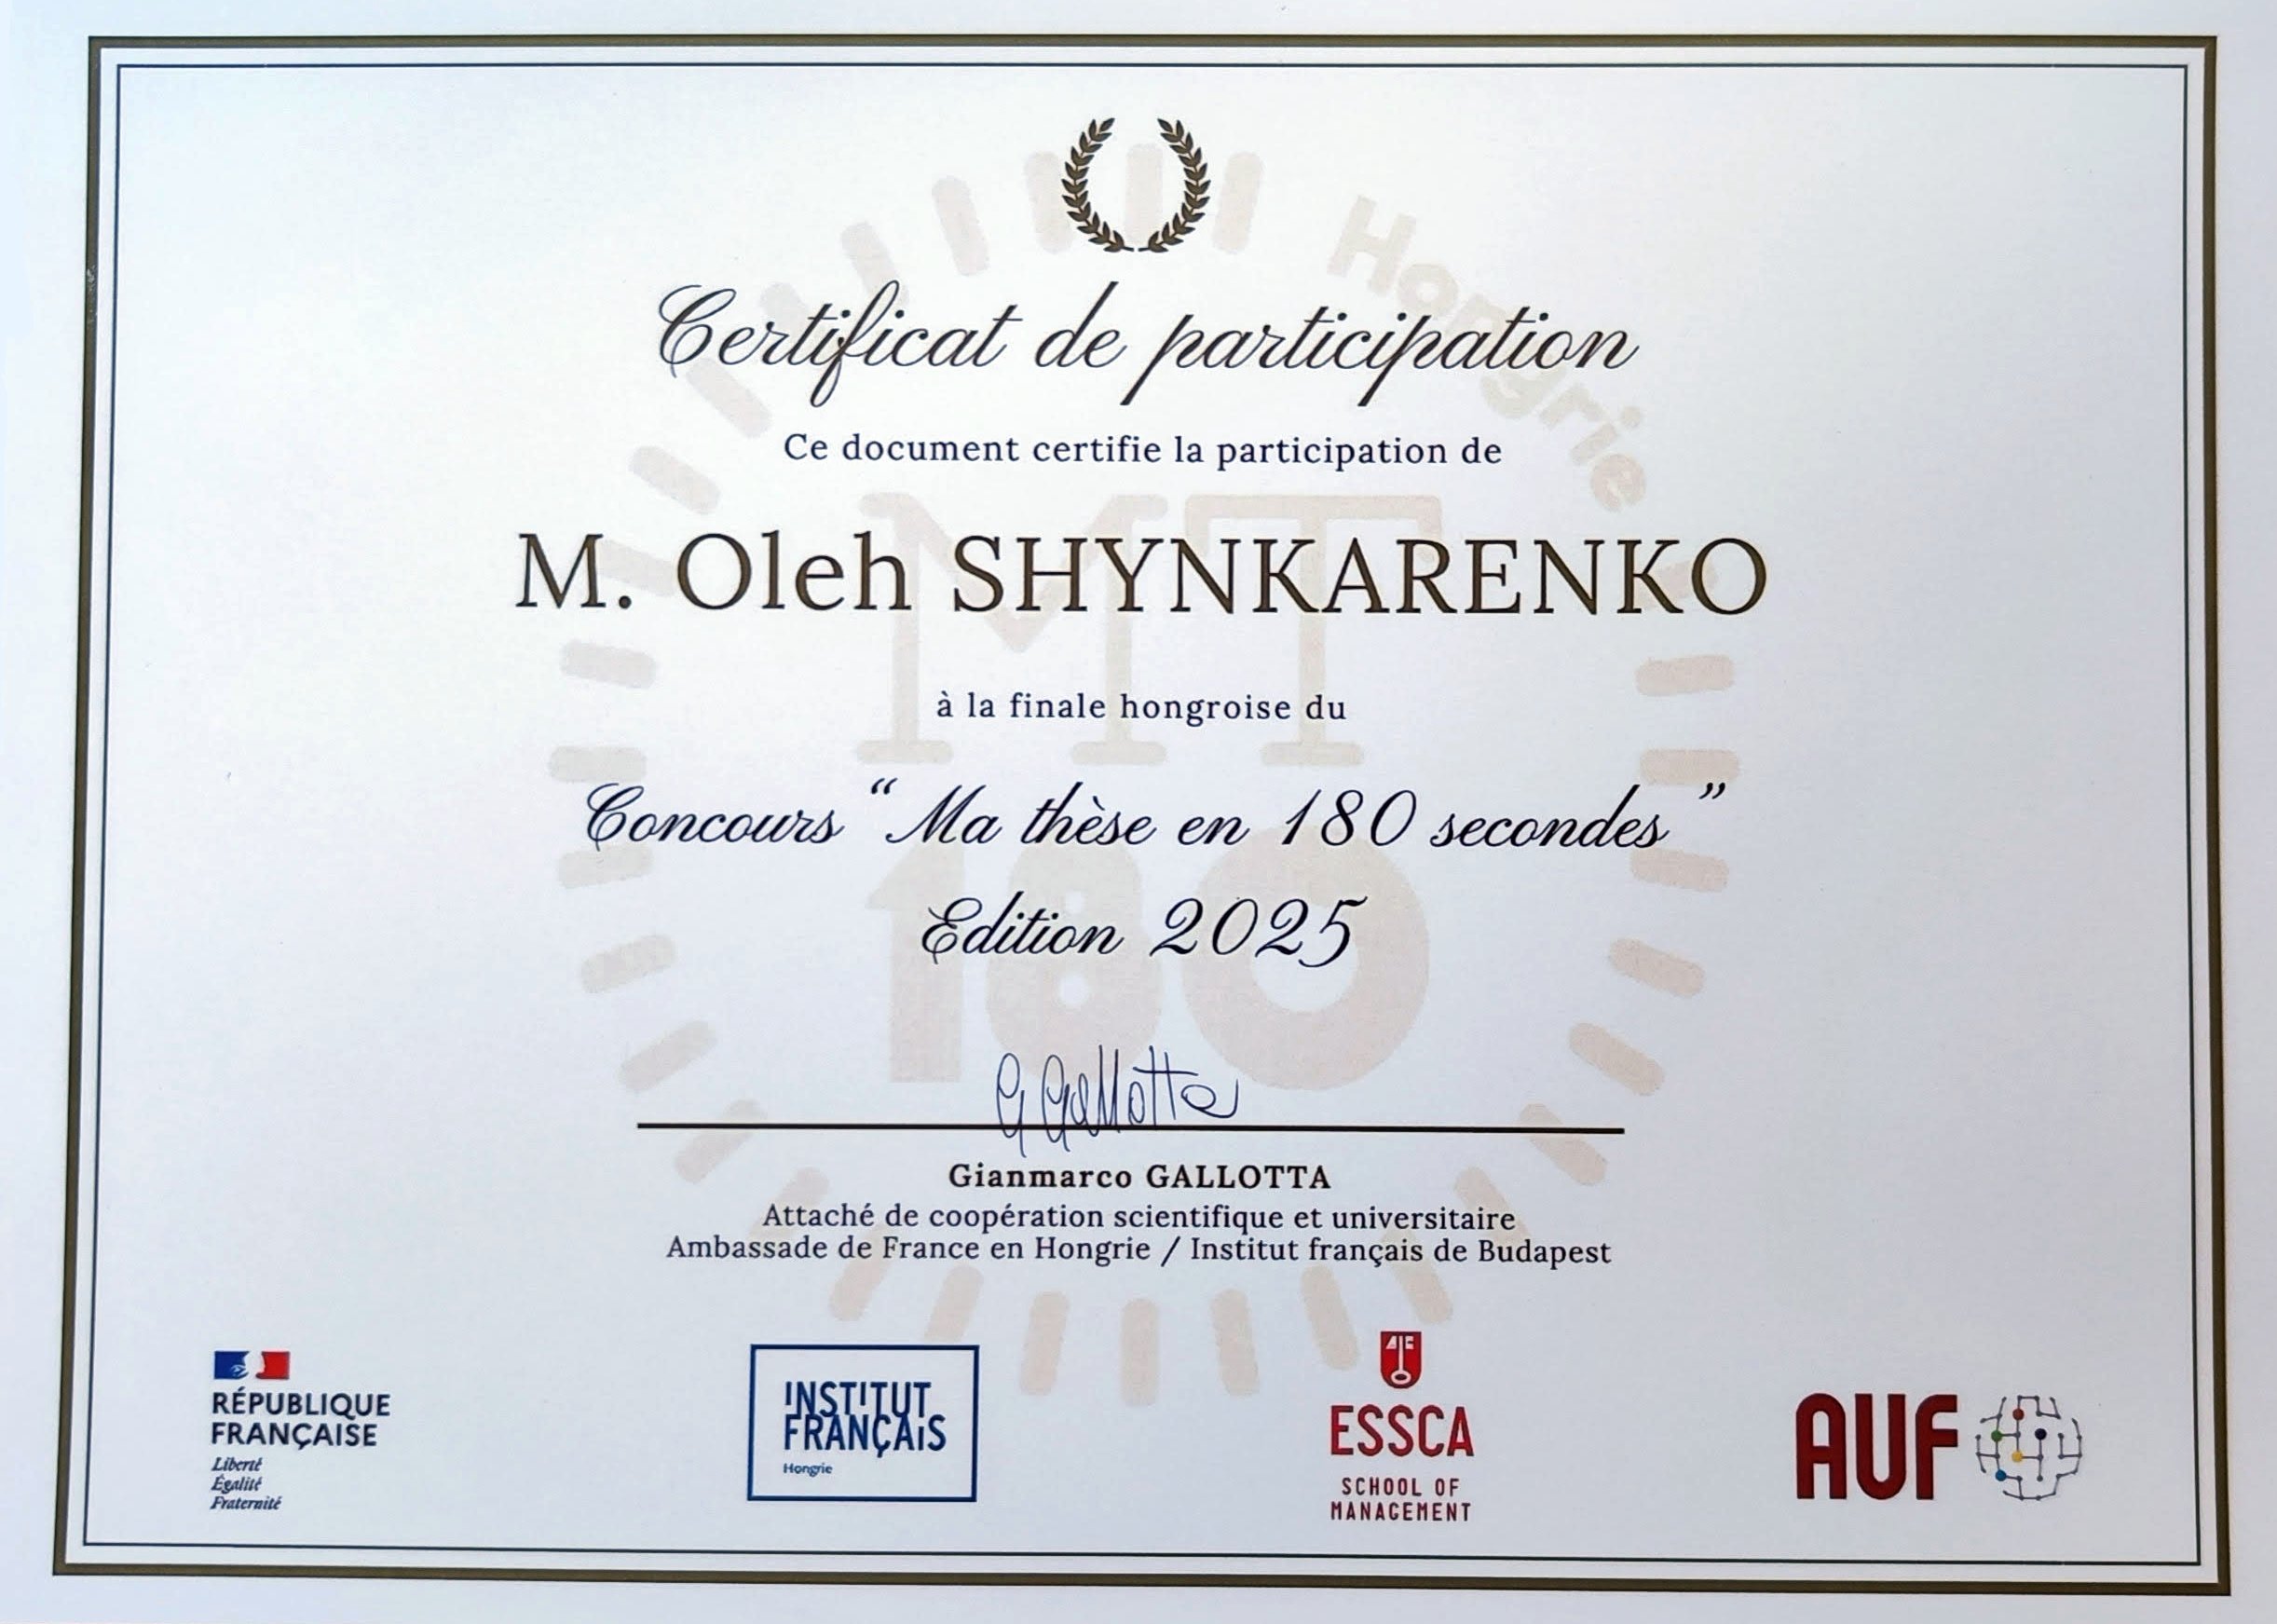 Hongrie
Certificat de participation
Ce document certifie la participation de
MT
M. Oleh SHYNKARENKO
à la finale hongroise du
Concours “Ma thèse en 180 secondes”
180
Edition 2025
G Gallotta
Gianmarco GALLOTTA
Attaché de coopération scientifique et universitaire
Ambassade de France en Hongrie / Institut français de Budapest
RÉPUBLIQUE
FRANÇAISE
Liberté
Égalité
Fraternité
INSTITUT
FRANÇAIS
Hongrie
ESSCA
SCHOOL OF
MANAGEMENT
AUF